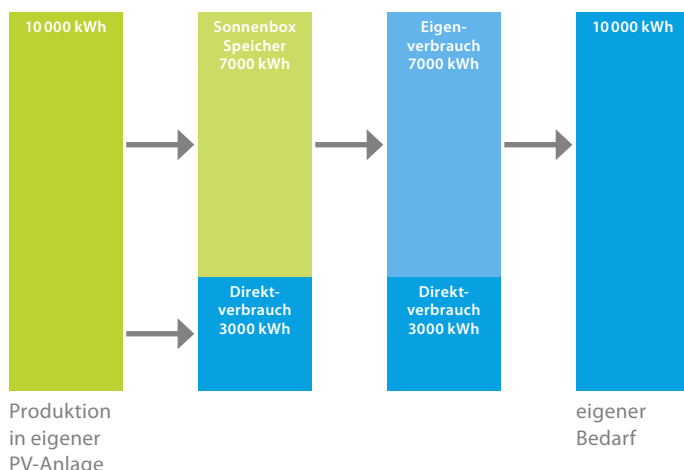 10 000 kWh
Sonnenbox
Speicher
7000 kWh
Eigen-
verbrauch
7000 kWh
10 000 kWh
Direkt-
verbrauch
3000 kWh
Direkt-
verbrauch
3000 kWh
Produktion
in eigener
PV-Anlage
eigener
Bedarf